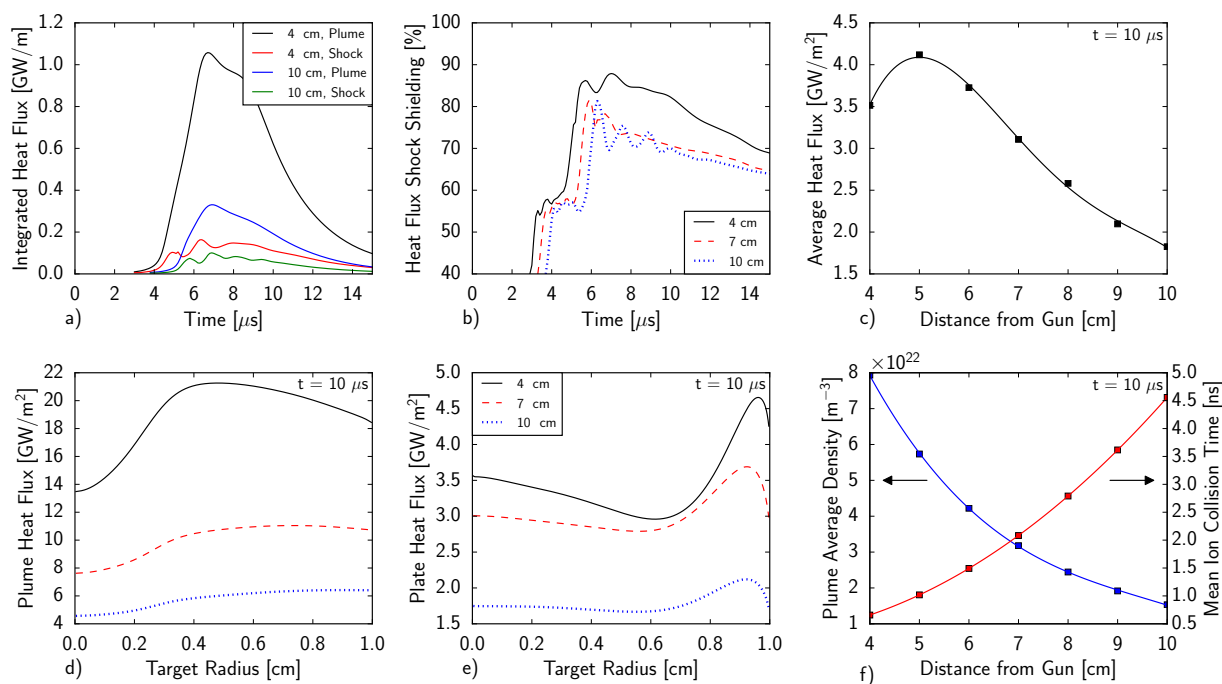 1.2
1.0
0.8
0.6
0.4
0.2
0.0
0 2 4 6 8 10 12 14
Integrated Heat Flux [GW/m]
Time [μs]
a)
4 cm, Plume
4 cm, Shock
10 cm, Plume
10 cm, Shock
100
90
80
70
60
50
40
0 2 4 6 8 10 12 14
Heat Flux Shock Shielding [%]
Time [μs]
b)
4 cm
7 cm
10 cm
t = 10 μs
4.5
4.0
3.5
3.0
2.5
2.0
1.5
4 5 6 7 8 9 10
Average Heat Flux [GW/m²]
Distance from Gun [cm]
c)
t = 10 μs
22
20
18
16
14
12
10
8
6
4
0.0 0.2 0.4 0.6 0.8 1.0
Plume Heat Flux [GW/m²]
Target Radius [cm]
d)
4 cm
7 cm
10 cm
t = 10 μs
5.0
4.5
4.0
3.5
3.0
2.5
2.0
1.5
1.0
0.0 0.2 0.4 0.6 0.8 1.0
Plate Heat Flux [GW/m²]
Target Radius [cm]
e)
×10²²
t = 10 μs
8
7
6
5
4
3
2
1
5.0
4.5
4.0
3.5
3.0
2.5
2.0
1.5
1.0
0.5
4 5 6 7 8 9 10
Plume Average Density [m⁻³]
Mean Ion Collision Time [ns]
Distance from Gun [cm]
f)